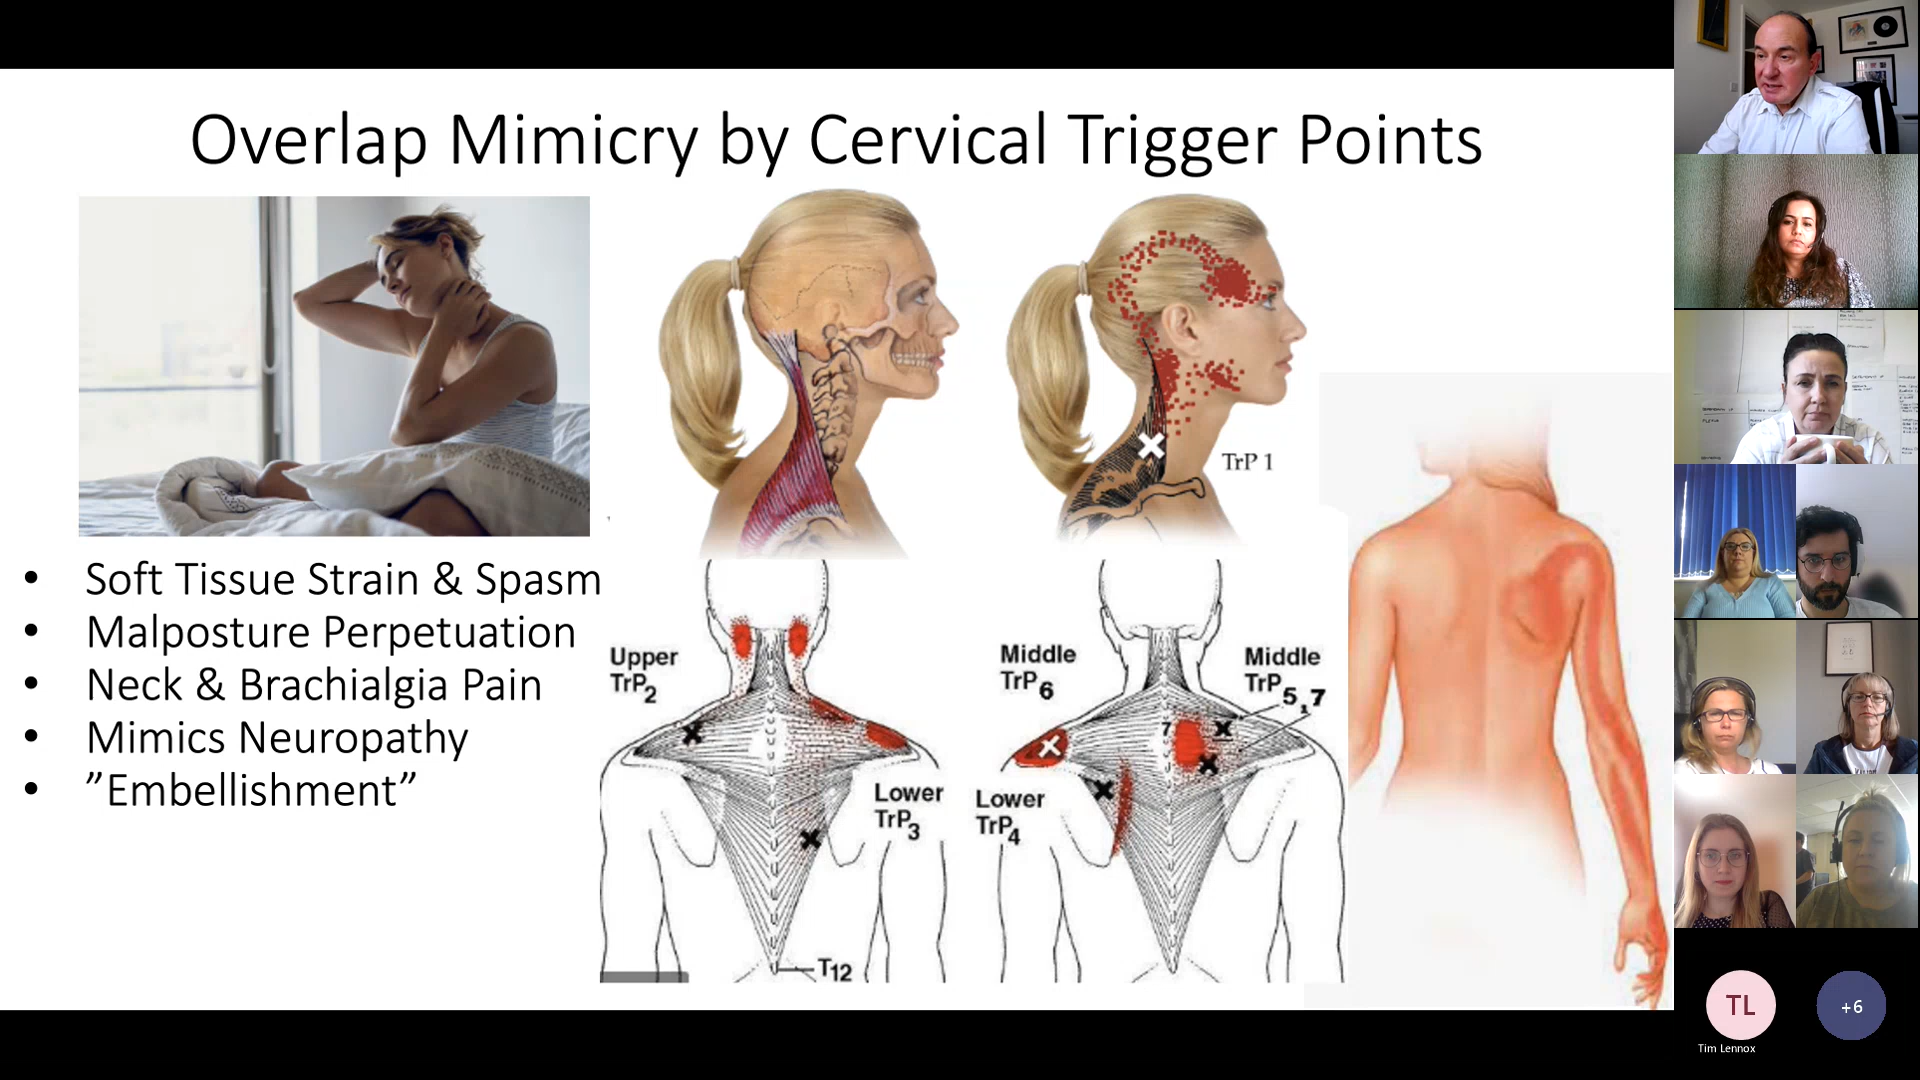 Overlap Mimicry by Cervical Trigger Points
TrP 1
• Soft Tissue Strain & Spasm
• Malposture Perpetuation
• Neck & Brachialgia Pain
• Mimics Neuropathy
• ”Embellishment”
Upper
TrP2
Lower
TrP3
T12
Middle
TrP6
Middle
TrP5,7
7
Lower
TrP4
TL
Tim Lennox
+6